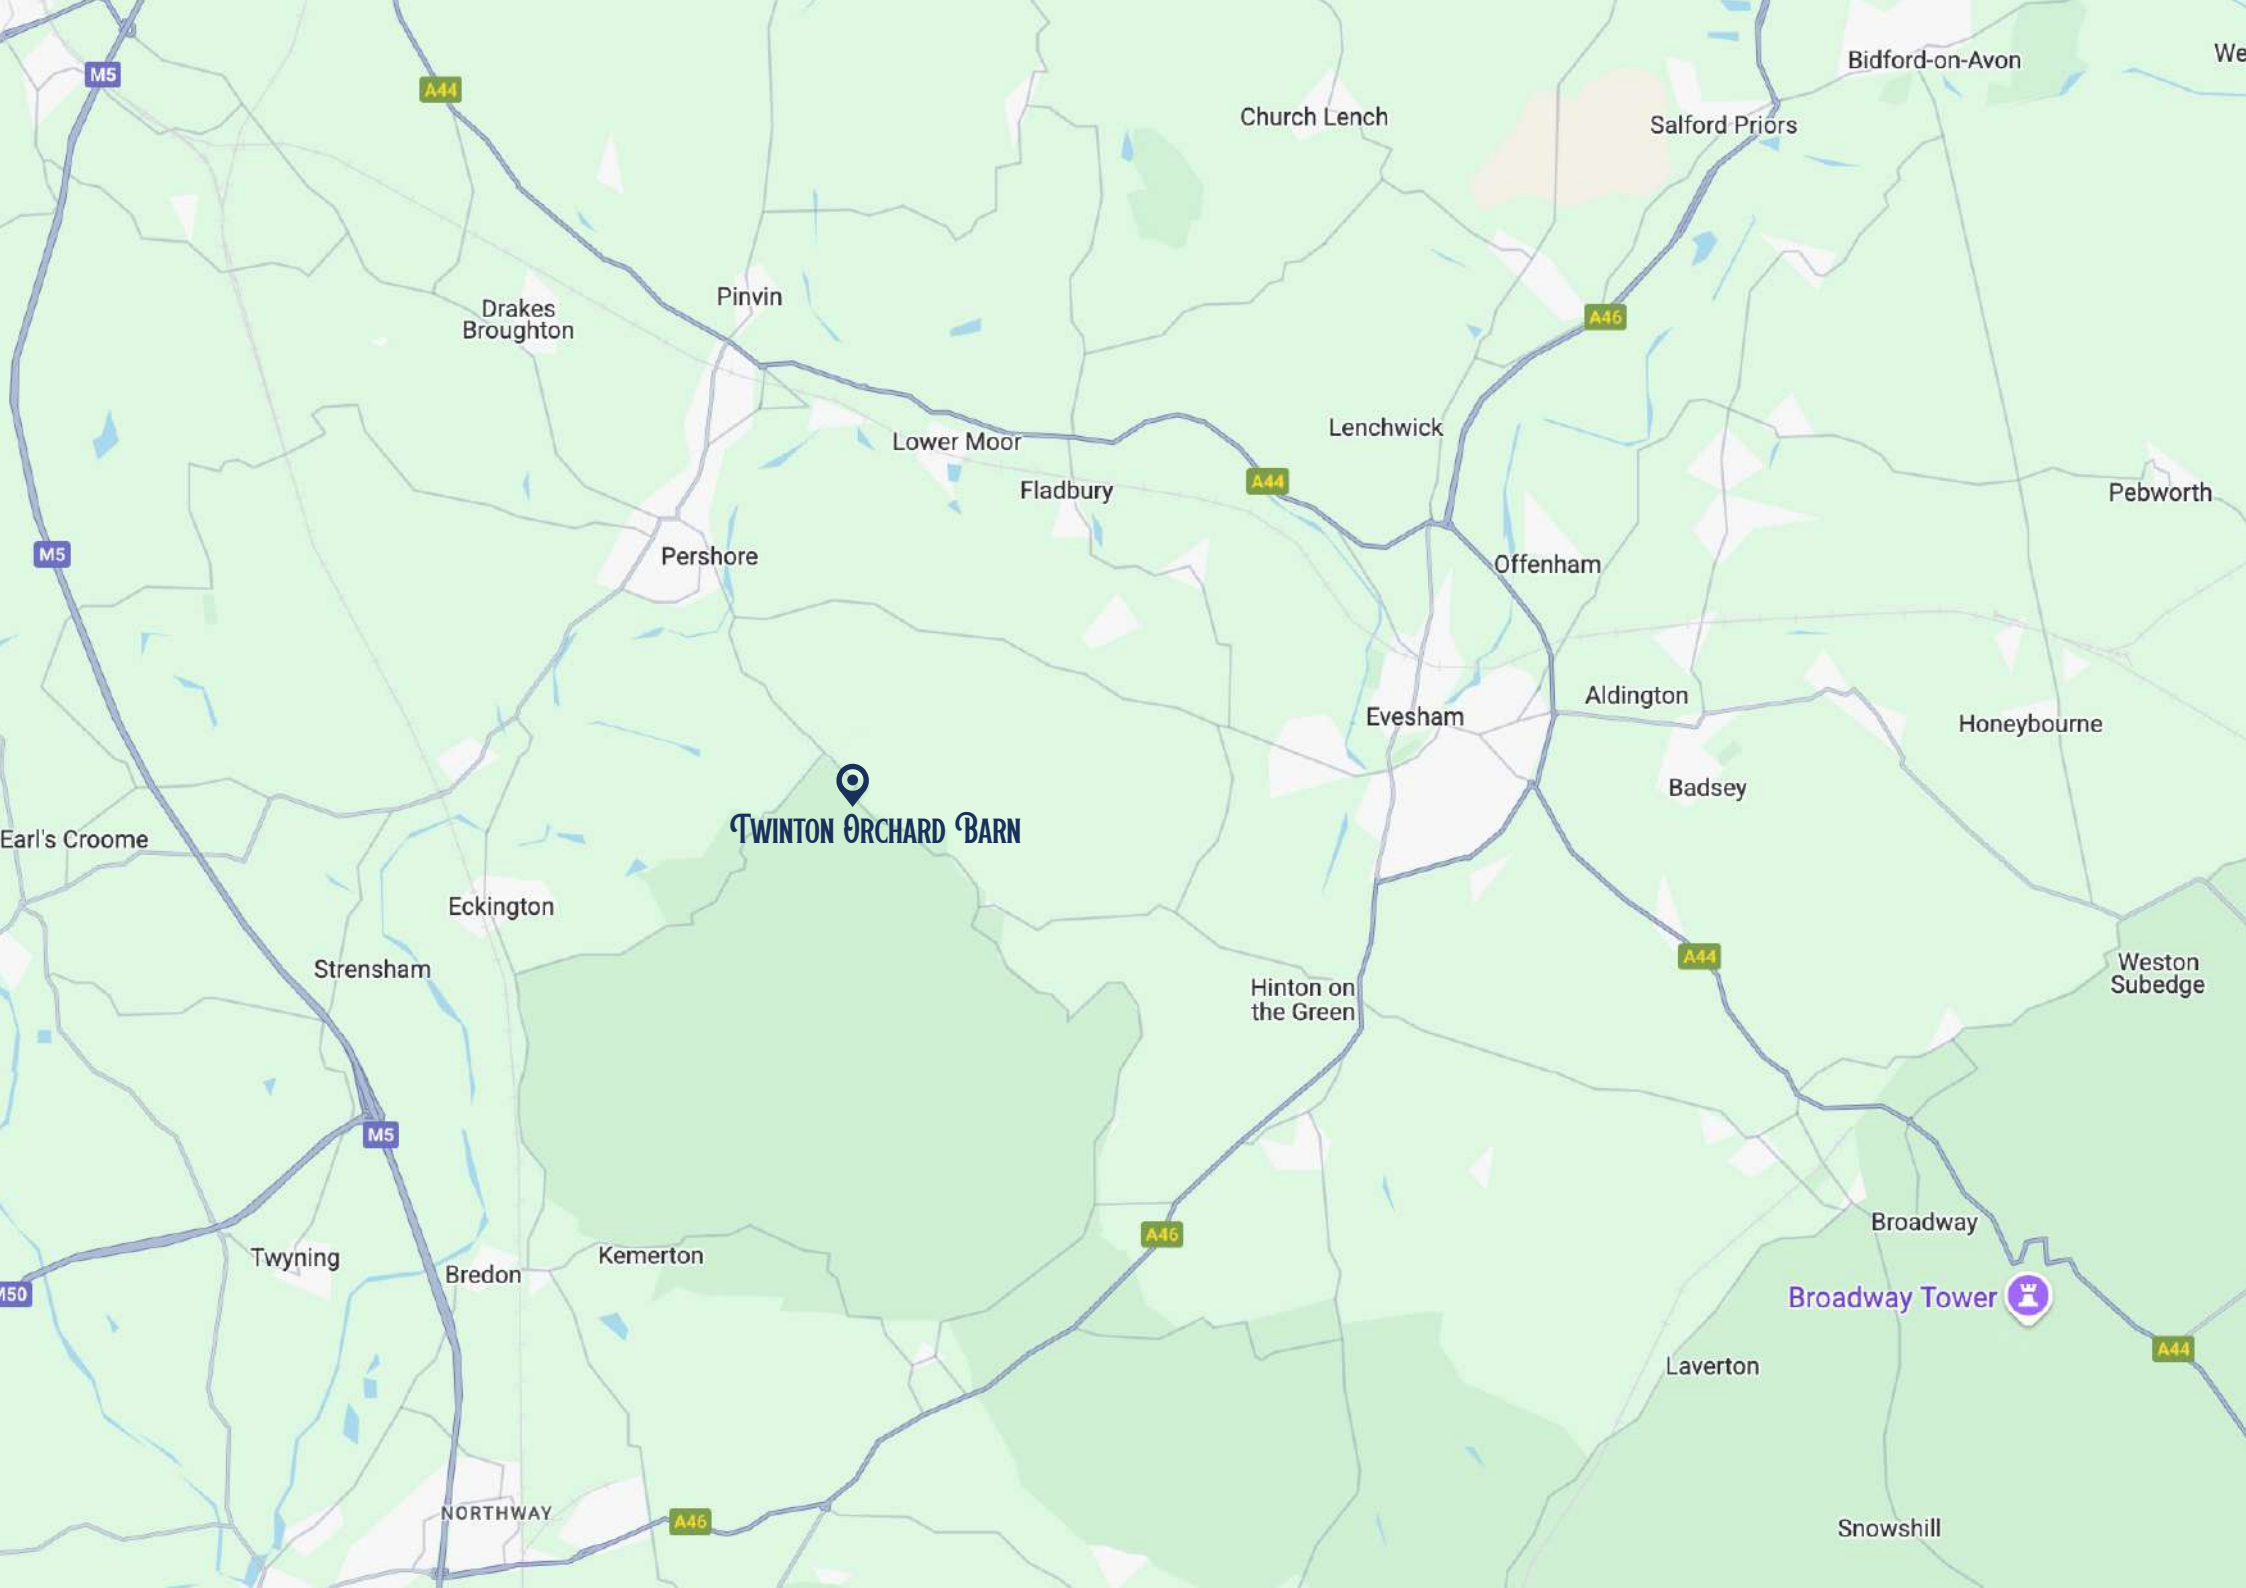 Bidford-on-Avon
We
M5
A44
Church Lench
Salford Priors
Pinvin
Drakes
Broughton
A46
Lenchwick
Lower Moor
A44
Fladbury
Pebworth
M5
Pershore
Offenham
Aldington
Evesham
Honeybourne
Badsey
Twinton Orchard Barn
Earl's Croome
Eckington
A44
Strensham
Weston
Subedge
Hinton on
the Green
M5
Broadway
A46
Twyning
Kemerton
Bredon
M50
Broadway Tower
A44
Laverton
NORTHWAY
A46
Snowshill